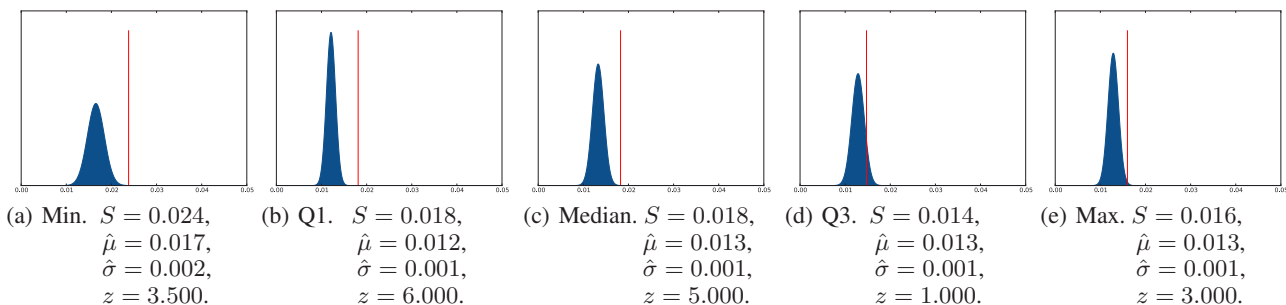 0.00 0.01 0.02 0.03 0.04 0.05
0.00 0.01 0.02 0.03 0.04 0.05
0.00 0.01 0.02 0.03 0.04 0.05
0.00 0.01 0.02 0.03 0.04 0.05
0.00 0.01 0.02 0.03 0.04 0.05
(a) Min. S = 0.024,
μ̂ = 0.017,
σ̂ = 0.002,
z = 3.500.
(b) Q1. S = 0.018,
μ̂ = 0.012,
σ̂ = 0.001,
z = 6.000.
(c) Median. S = 0.018,
μ̂ = 0.013,
σ̂ = 0.001,
z = 5.000.
(d) Q3. S = 0.014,
μ̂ = 0.013,
σ̂ = 0.001,
z = 1.000.
(e) Max. S = 0.016,
μ̂ = 0.013,
σ̂ = 0.001,
z = 3.000.